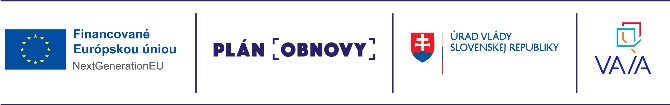 Financované
Európskou úniou
NextGenerationEU
PLÁN [OBNOVY]
ÚRAD VLÁDY
SLOVENSKEJ REPUBLIKY
VAIA